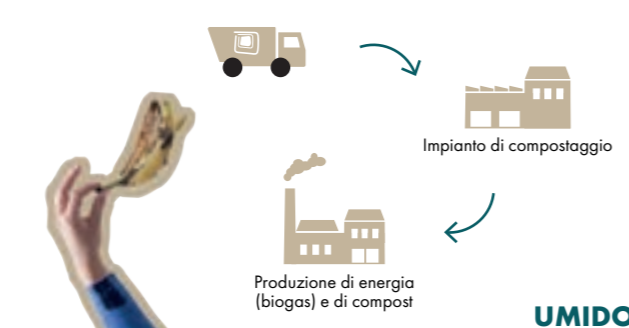 Impianto di compostaggio
Produzione di energia
(biogas) e di compost
UMIDO